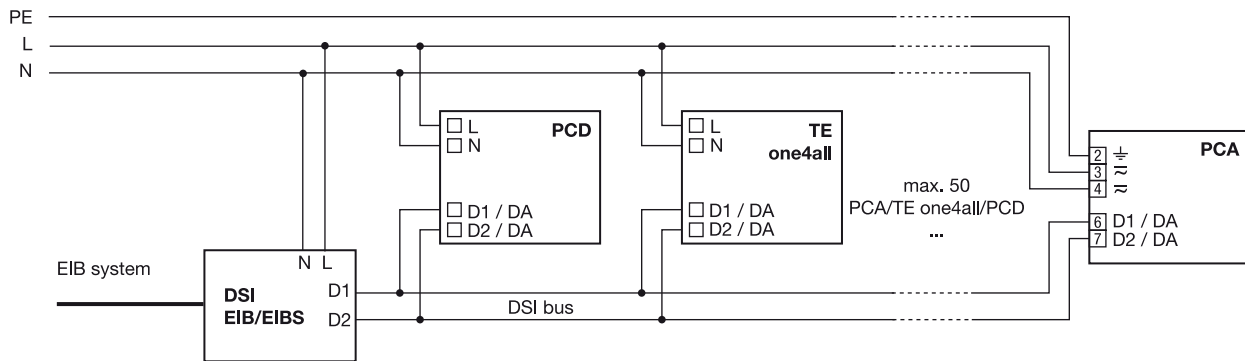 PE
L
N
L
N
PCD
D1 / DA
D2 / DA
L
N
TE
one4all
D1 / DA
D2 / DA
max. 50
PCA/TE one4all/PCD
...
PCA
2
3
4
6 D1 / DA
7 D2 / DA
EIB system
N L
DSI
EIB/EIBS
D1
D2
DSI bus